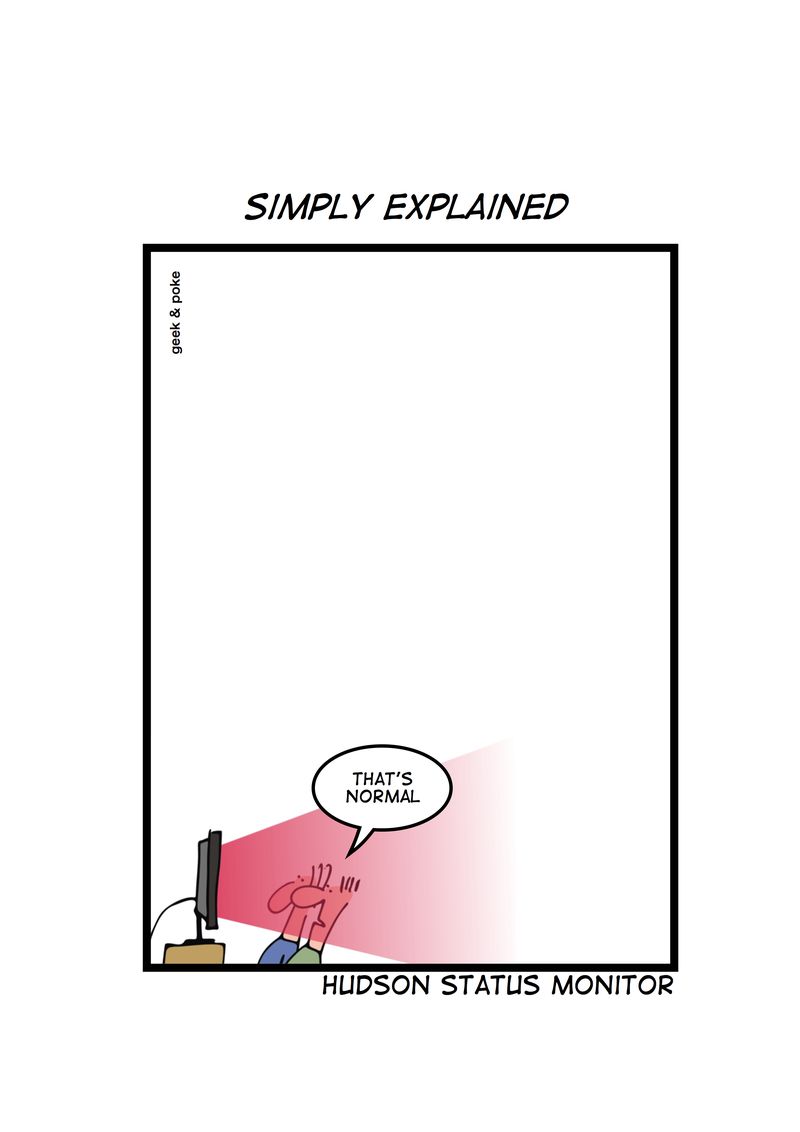 SIMPLY EXPLAINED
geek & poke
THAT'S
NORMAL
HUDSON STATUS MONITOR